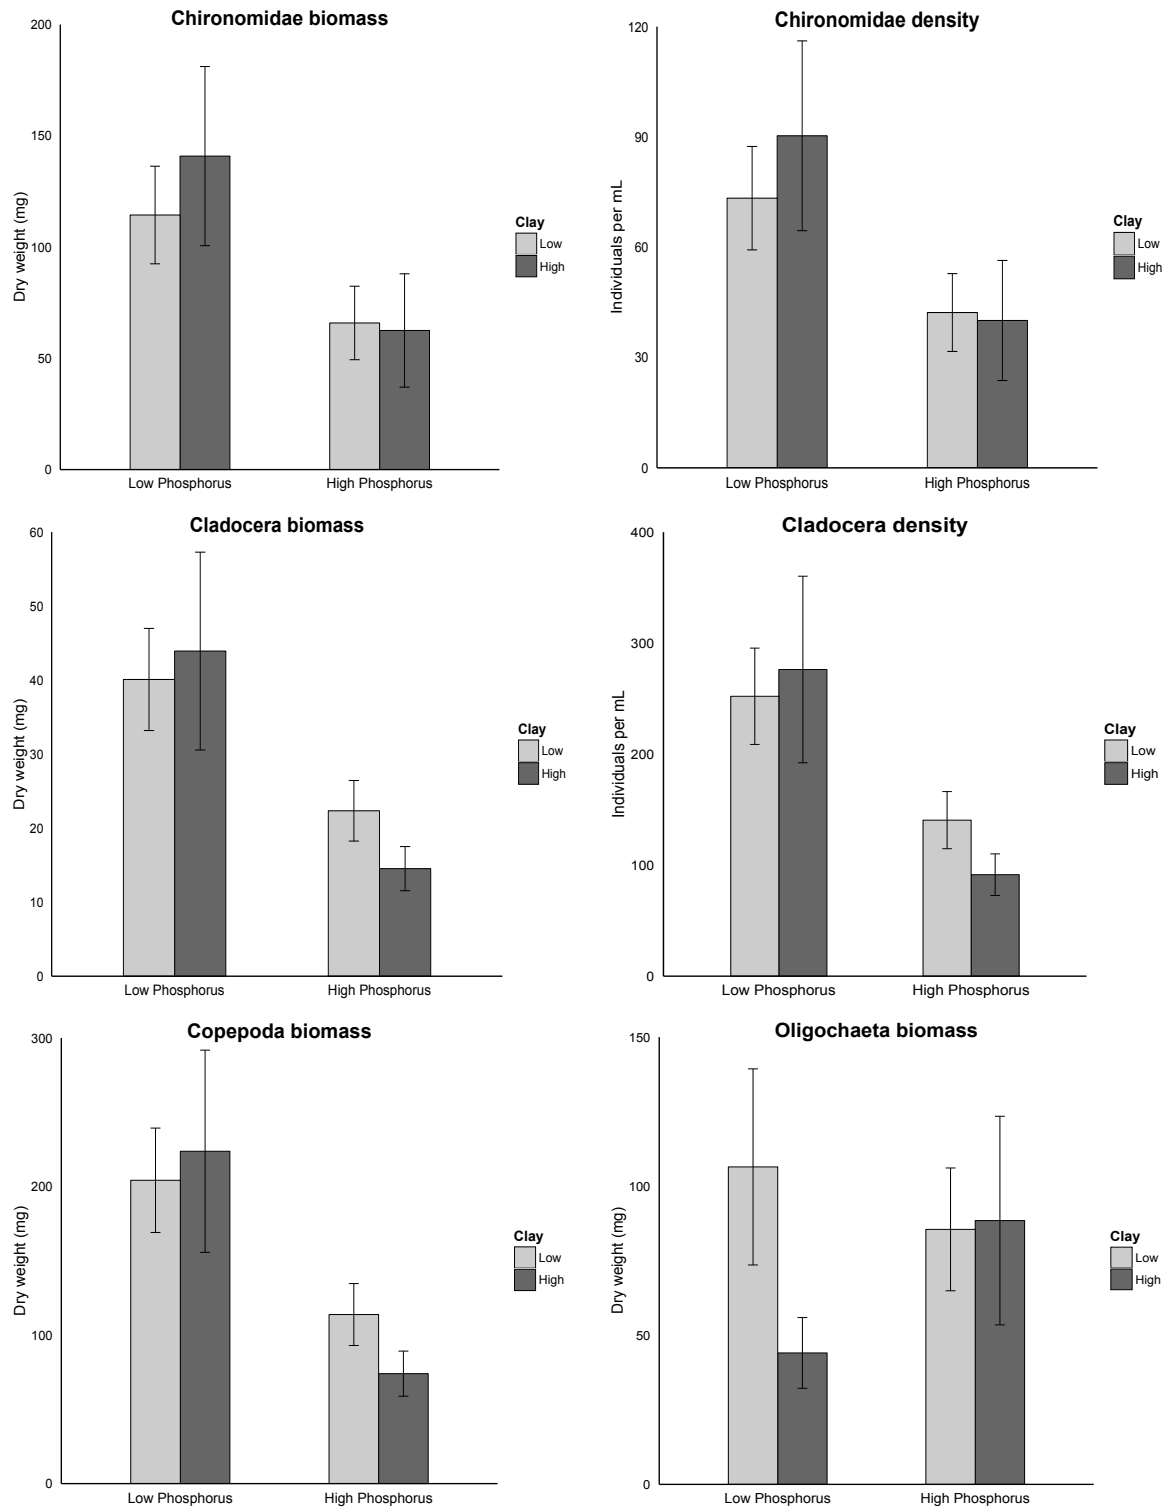 Chironomidae biomass
200
150
100
50
0
Dry weight (mg)
Low Phosphorus
High Phosphorus
Clay
Low
High
Chironomidae density
120
90
60
30
0
Individuals per mL
Low Phosphorus
High Phosphorus
Clay
Low
High
Cladocera biomass
60
50
40
30
20
10
0
Dry weight (mg)
Low Phosphorus
High Phosphorus
Clay
Low
High
Cladocera density
400
300
200
100
0
Individuals per mL
Low Phosphorus
High Phosphorus
Clay
Low
High
Copepoda biomass
300
200
100
0
Dry weight (mg)
Low Phosphorus
High Phosphorus
Clay
Low
High
Oligochaeta biomass
150
100
50
0
Dry weight (mg)
Low Phosphorus
High Phosphorus
Clay
Low
High